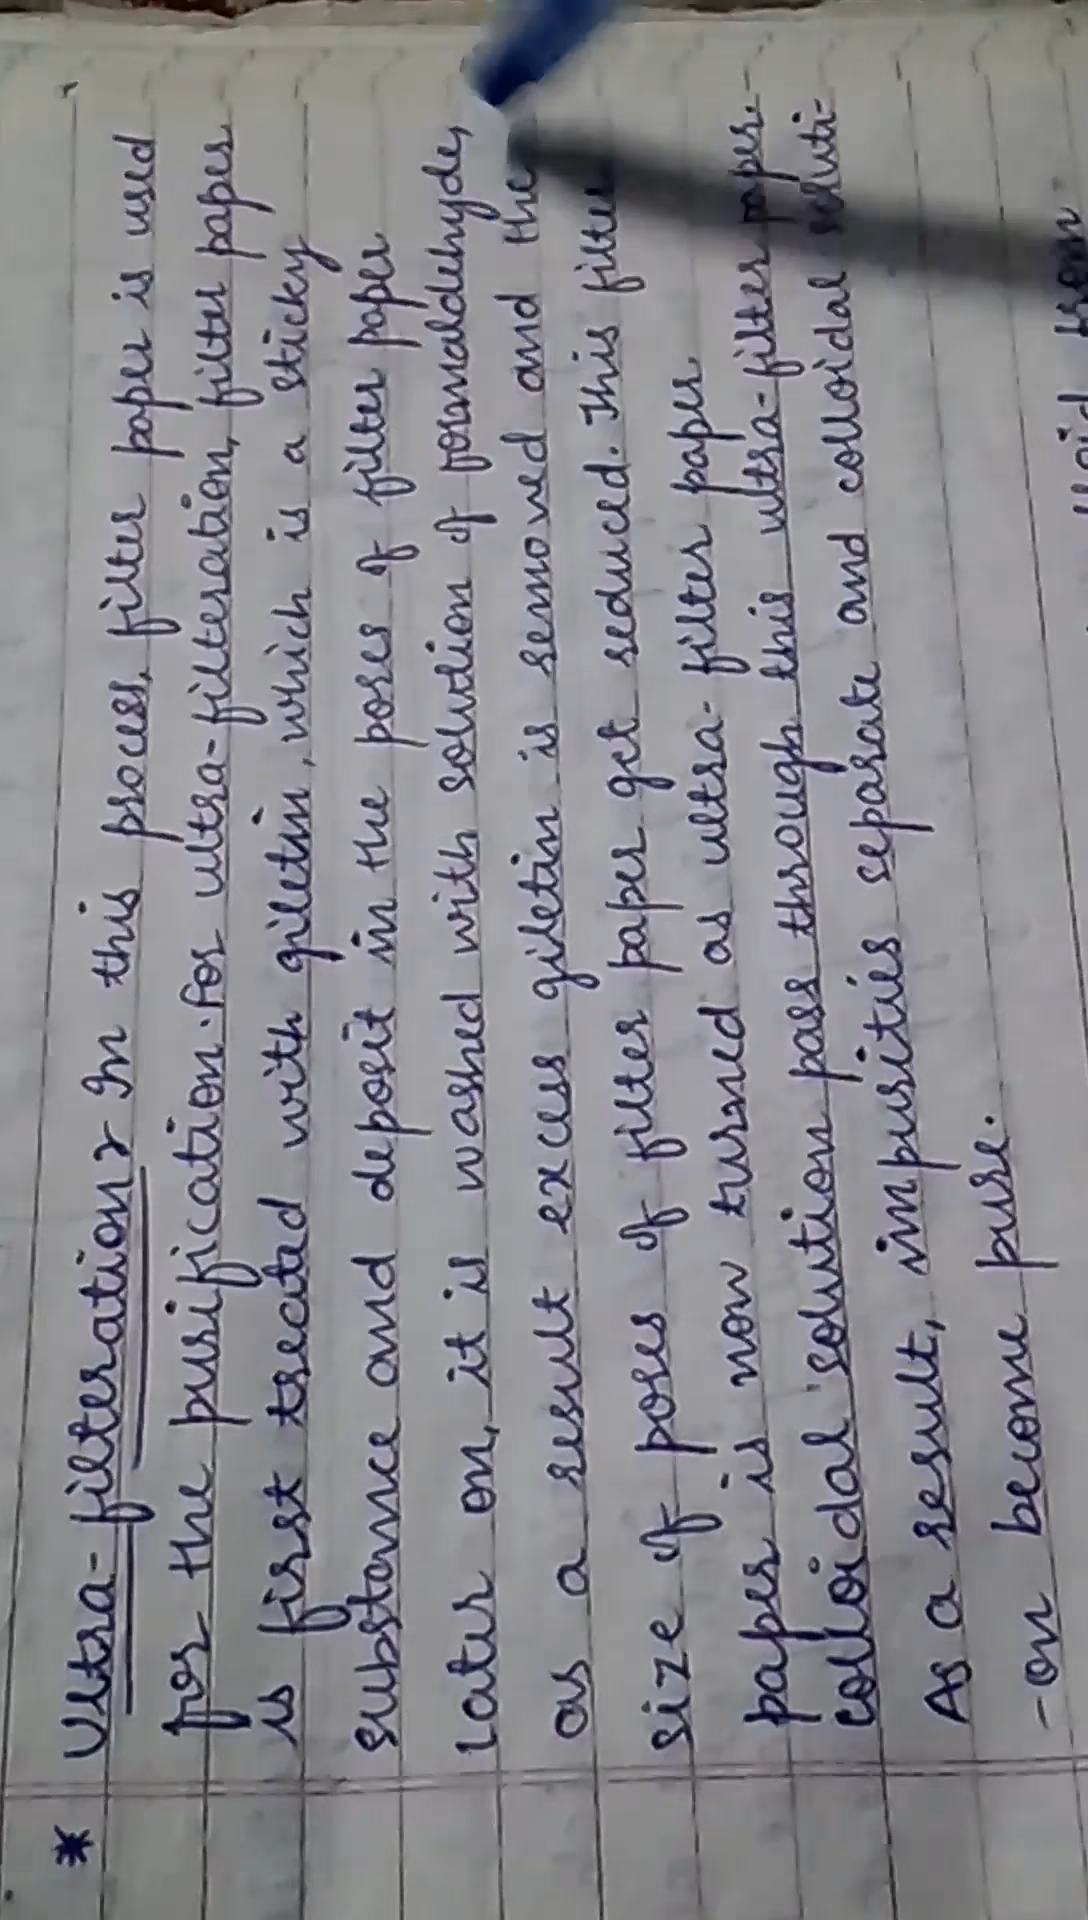 * Ultra-filteration → In this process, filter paper is used
for the purification. for ultra-filteration, filter paper
is first treated with giletin, which is a sticky
substance and deposit in the pores of filter paper
later on, it is washed with solution of formaldehyde,
as a result excess giletin is removed and the
size of pores of filter paper get reduced. This filter
paper is now turned as ultra-filter paper
colloidal solution pass through this ultra-filter paper.
As a result, impurities separate and colloidal soluti-
-on become pure.